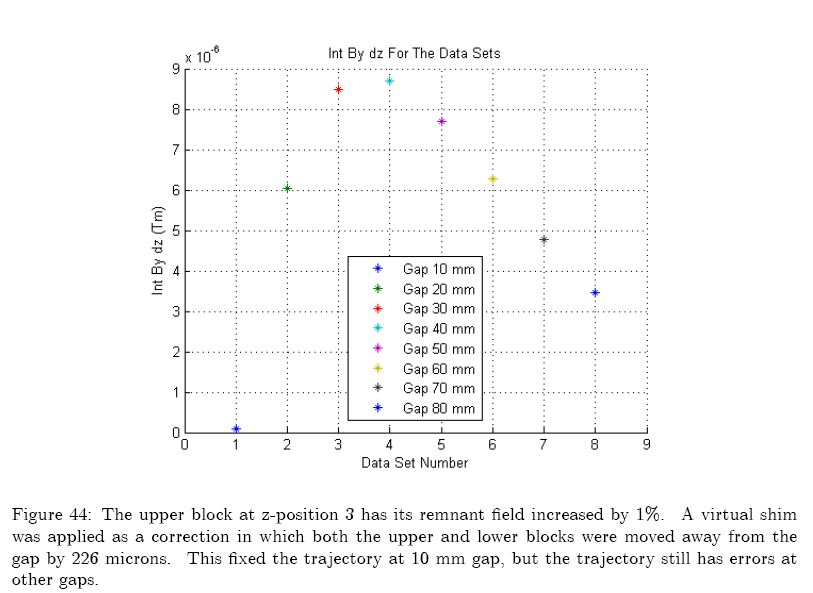 Int By dz For The Data Sets
x 10^-6
9
8
7
6
5
4
3
2
1
0
Int By dz (Tm)
Gap 10 mm
Gap 20 mm
Gap 30 mm
Gap 40 mm
Gap 50 mm
Gap 60 mm
Gap 70 mm
Gap 80 mm
0 1 2 3 4 5 6 7 8 9
Data Set Number
Figure 44: The upper block at z-position 3 has its remnant field increased by 1%. A virtual shim
was applied as a correction in which both the upper and lower blocks were moved away from the
gap by 226 microns. This fixed the trajectory at 10 mm gap, but the trajectory still has errors at
other gaps.